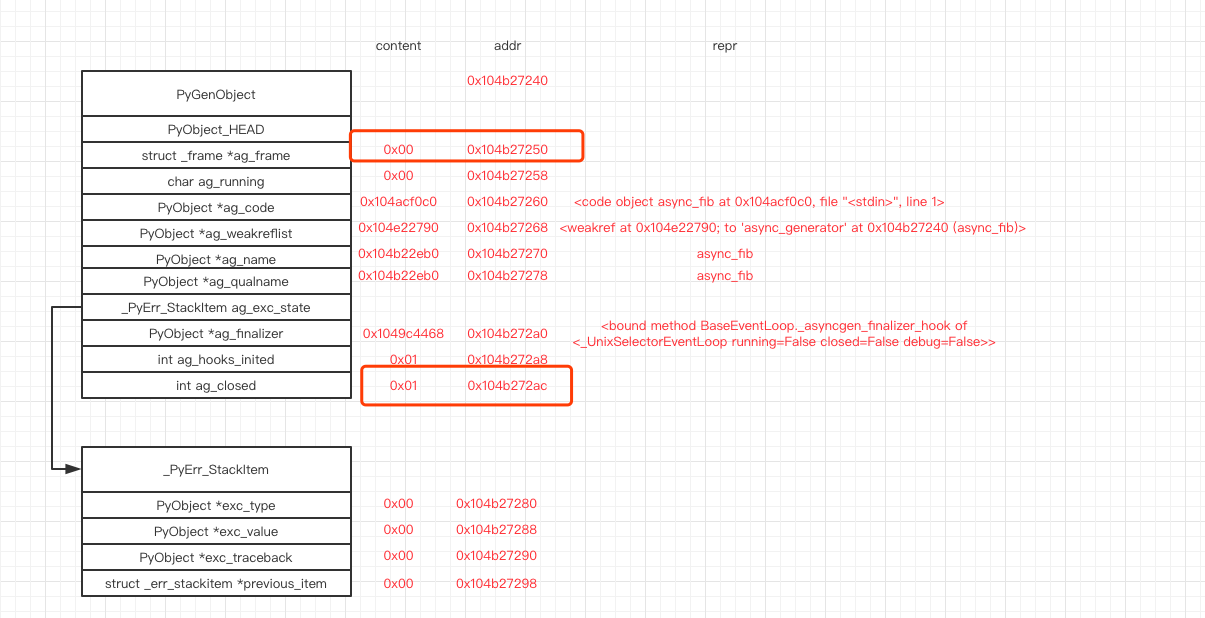 content addr repr
0x104b27240
PyGenObject
PyObject_HEAD
struct _frame *ag_frame 0x00 0x104b27250
char ag_running 0x00 0x104b27258
PyObject *ag_code 0x104acf0c0 0x104b27260 <code object async_fib at 0x104acf0c0, file "<stdin>", line 1>
PyObject *ag_weakreflist 0x104e22790 0x104b27268 <weakref at 0x104e22790; to 'async_generator' at 0x104b27240 (async_fib)>
PyObject *ag_name 0x104b22eb0 0x104b27270 async_fib
PyObject *ag_qualname 0x104b22eb0 0x104b27278 async_fib
_PyErr_StackItem ag_exc_state
PyObject *ag_finalizer 0x1049c4468 0x104b272a0 <bound method BaseEventLoop._asyncgen_finalizer_hook of
<_UnixSelectorEventLoop running=False closed=False debug=False>>
int ag_hooks_inited 0x01 0x104b272a8
int ag_closed 0x01 0x104b272ac
_PyErr_StackItem
PyObject *exc_type 0x00 0x104b27280
PyObject *exc_value 0x00 0x104b27288
PyObject *exc_traceback 0x00 0x104b27290
struct _err_stackitem *previous_item 0x00 0x104b27298